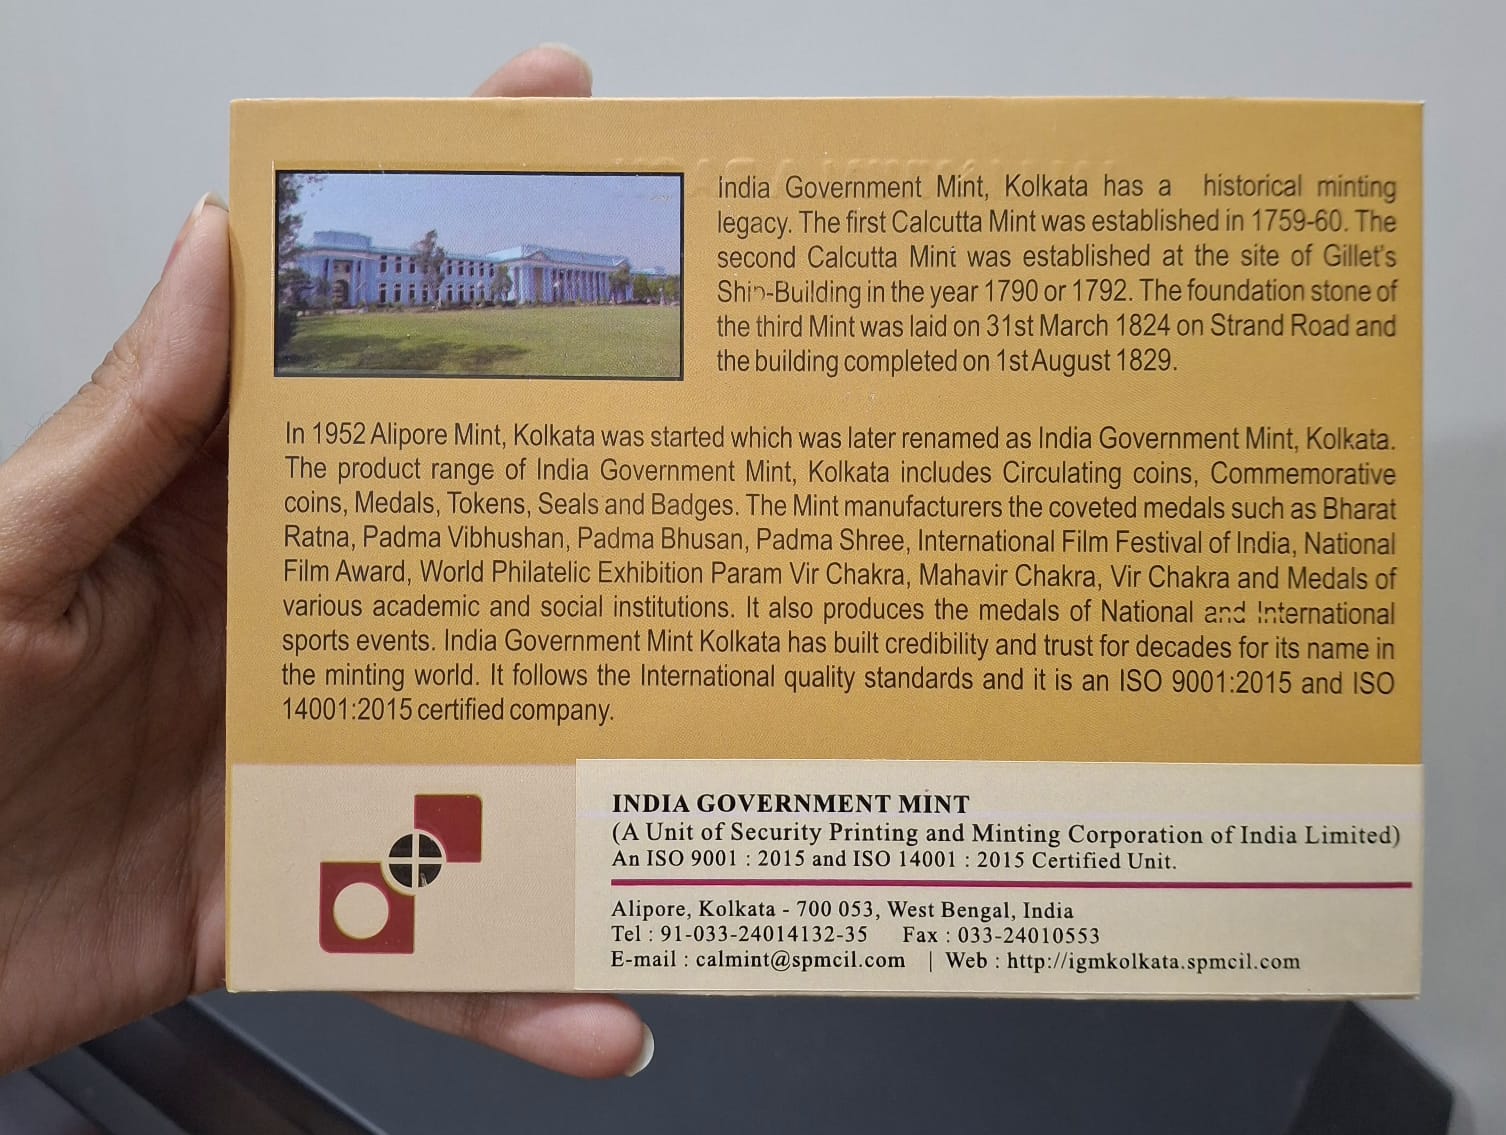 India Government Mint, Kolkata has a historical minting
legacy. The first Calcutta Mint was established in 1759-60. The
second Calcutta Mint was established at the site of Gillet's
Ship-Building in the year 1790 or 1792. The foundation stone of
the third Mint was laid on 31st March 1824 on Strand Road and
the building completed on 1st August 1829.
In 1952 Alipore Mint, Kolkata was started which was later renamed as India Government Mint, Kolkata.
The product range of India Government Mint, Kolkata includes Circulating coins, Commemorative
coins, Medals, Tokens, Seals and Badges. The Mint manufacturers the coveted medals such as Bharat
Ratna, Padma Vibhushan, Padma Bhusan, Padma Shree, International Film Festival of India, National
Film Award, World Philatelic Exhibition Param Vir Chakra, Mahavir Chakra, Vir Chakra and Medals of
various academic and social institutions. It also produces the medals of National and International
sports events. India Government Mint Kolkata has built credibility and trust for decades for its name in
the minting world. It follows the International quality standards and it is an ISO 9001:2015 and ISO
14001:2015 certified company.
INDIA GOVERNMENT MINT
(A Unit of Security Printing and Minting Corporation of India Limited)
An ISO 9001 : 2015 and ISO 14001 : 2015 Certified Unit.
Alipore, Kolkata - 700 053, West Bengal, India
Tel : 91-033-24014132-35 Fax : 033-24010553
E-mail : calmint@spmcil.com | Web : http://igmkolkata.spmcil.com